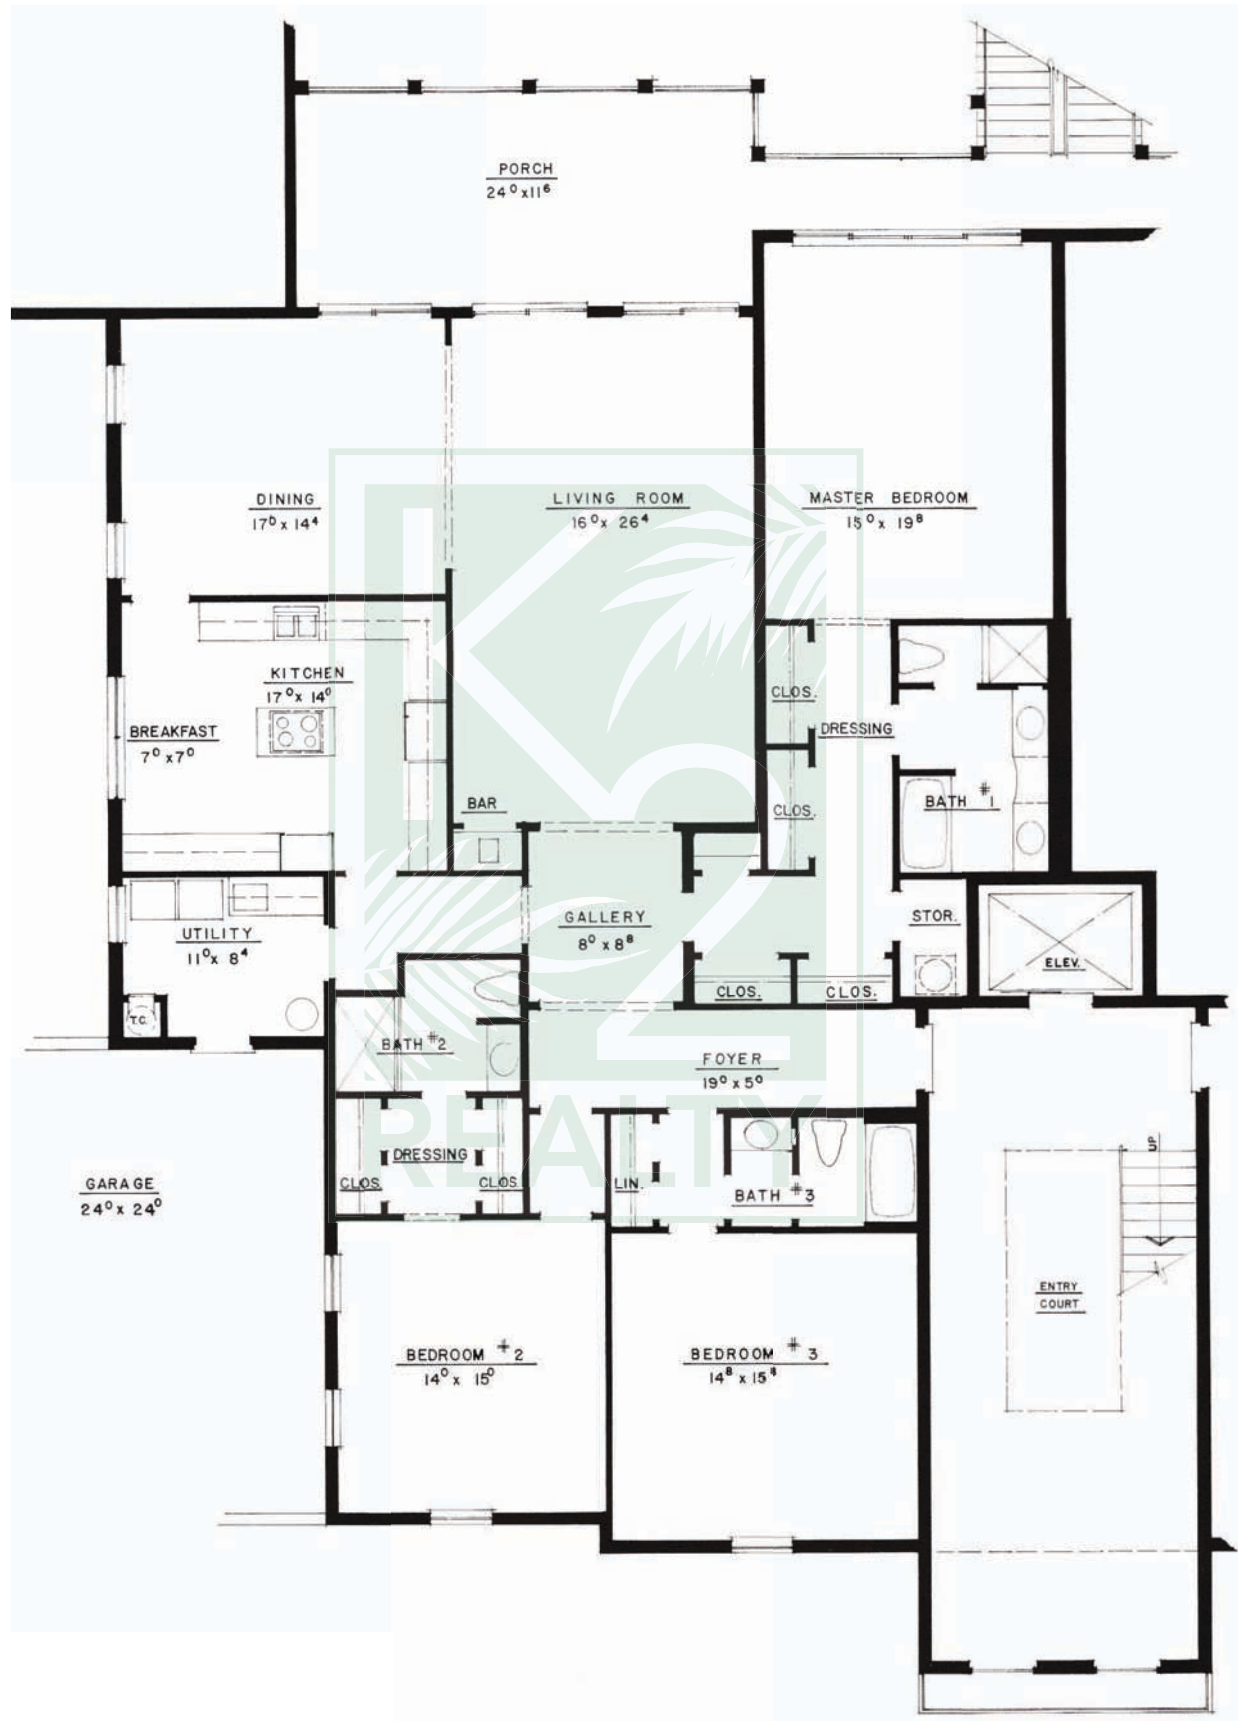 PORCH
24⁰ x11⁶
DINING
17⁰ x 14⁴
LIVING ROOM
16⁰ x 26⁴
MASTER BEDROOM
15⁰ x 19⁸
KITCHEN
17⁰ x 14⁰
BREAKFAST
7⁰ x7⁰
CLOS.
DRESSING
BAR
CLOS.
BATH #1
GALLERY
8⁰ x 8⁸
STOR.
UTILITY
11⁰ x 8⁴
ELEV.
CLOS.
CLOS.
T.C.
BATH #2
FOYER
19⁰ x 5⁰
K2
REALTY
UP
DRESSING
CLOS.
CLOS.
LIN.
BATH #3
GARAGE
24⁰ x 24⁰
ENTRY
COURT
BEDROOM #2
14⁰ x 15⁰
BEDROOM #3
14⁸ x 15⁸